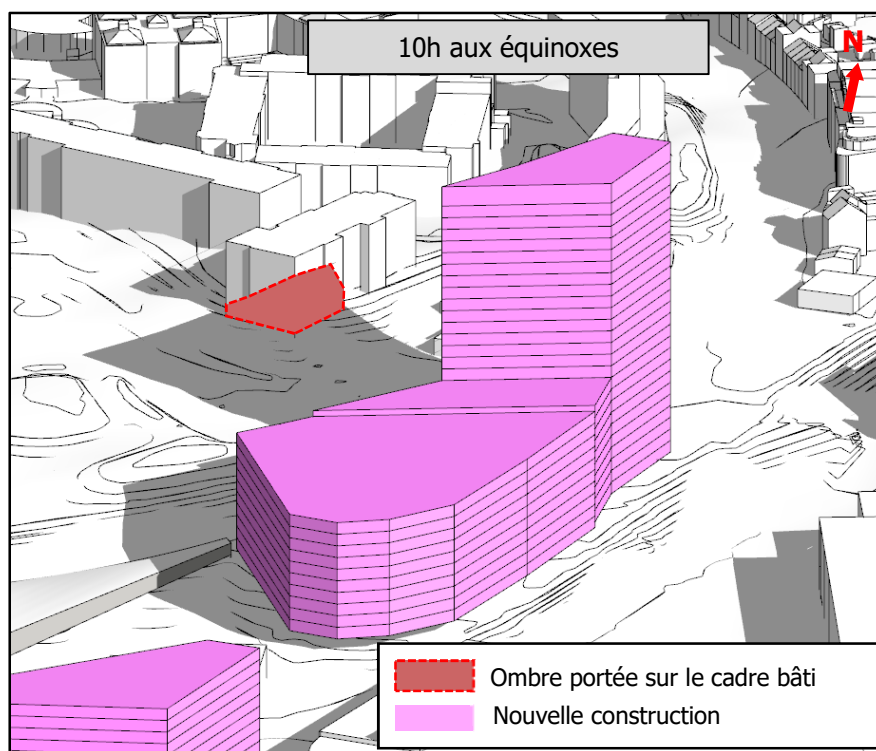 10h aux équinoxes
N
Ombre portée sur le cadre bâti
Nouvelle construction